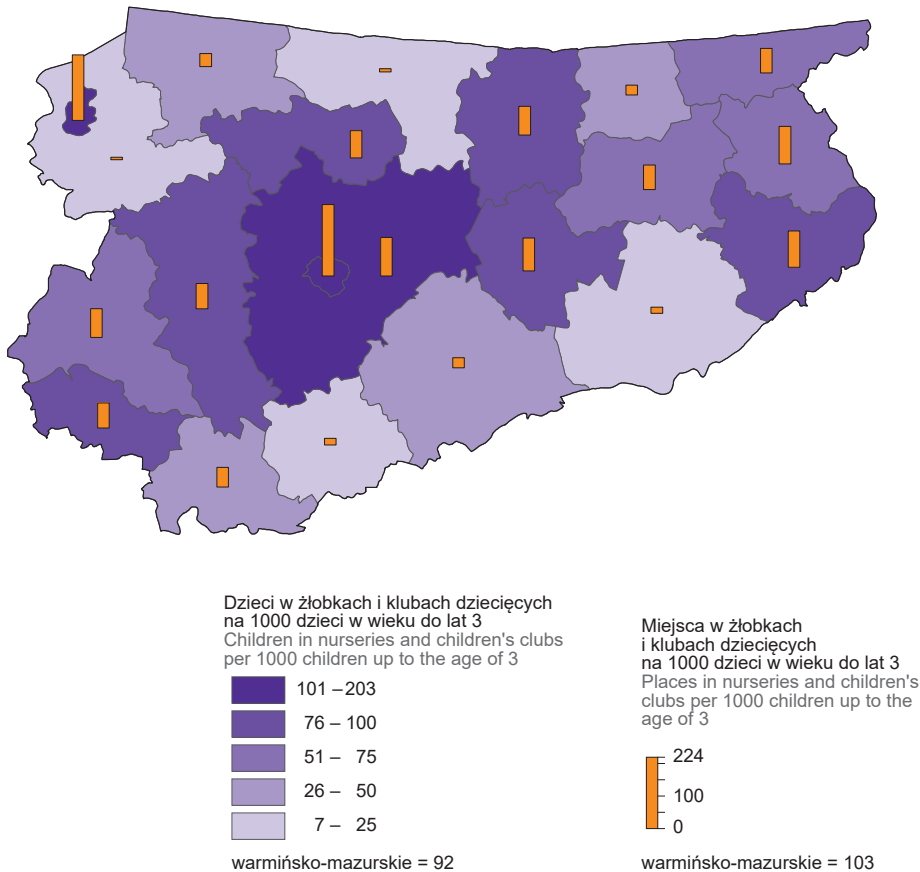 Dzieci w żłobkach i klubach dziecięcych
na 1000 dzieci w wieku do lat 3
Children in nurseries and children's clubs
per 1000 children up to the age of 3
101 – 203
76 – 100
51 – 75
26 – 50
7 – 25
warmińsko-mazurskie = 92
Miejsca w żłobkach
i klubach dziecięcych
na 1000 dzieci w wieku do lat 3
Places in nurseries and children's
clubs per 1000 children up to the
age of 3
224
100
0
warmińsko-mazurskie = 103